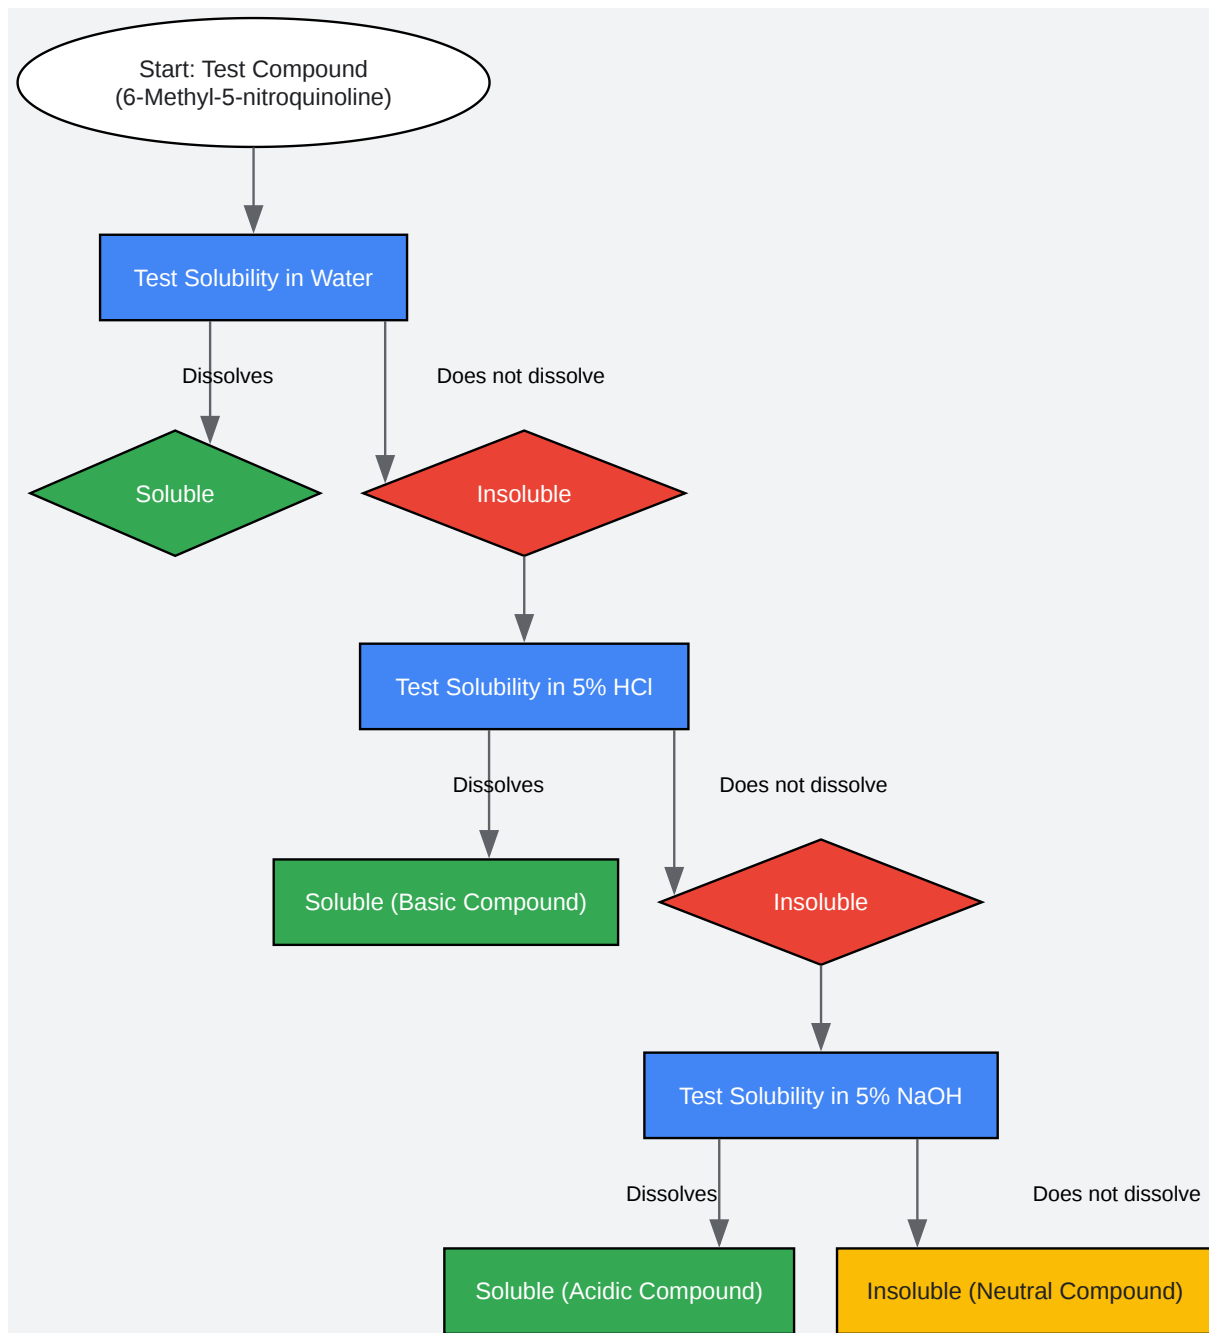 Start: Test Compound
(6-Methyl-5-nitroquinoline)
Test Solubility in Water
Dissolves
Does not dissolve
Soluble
Insoluble
Test Solubility in 5% HCl
Dissolves
Does not dissolve
Soluble (Basic Compound)
Insoluble
Test Solubility in 5% NaOH
Dissolves
Does not dissolve
Soluble (Acidic Compound)
Insoluble (Neutral Compound)